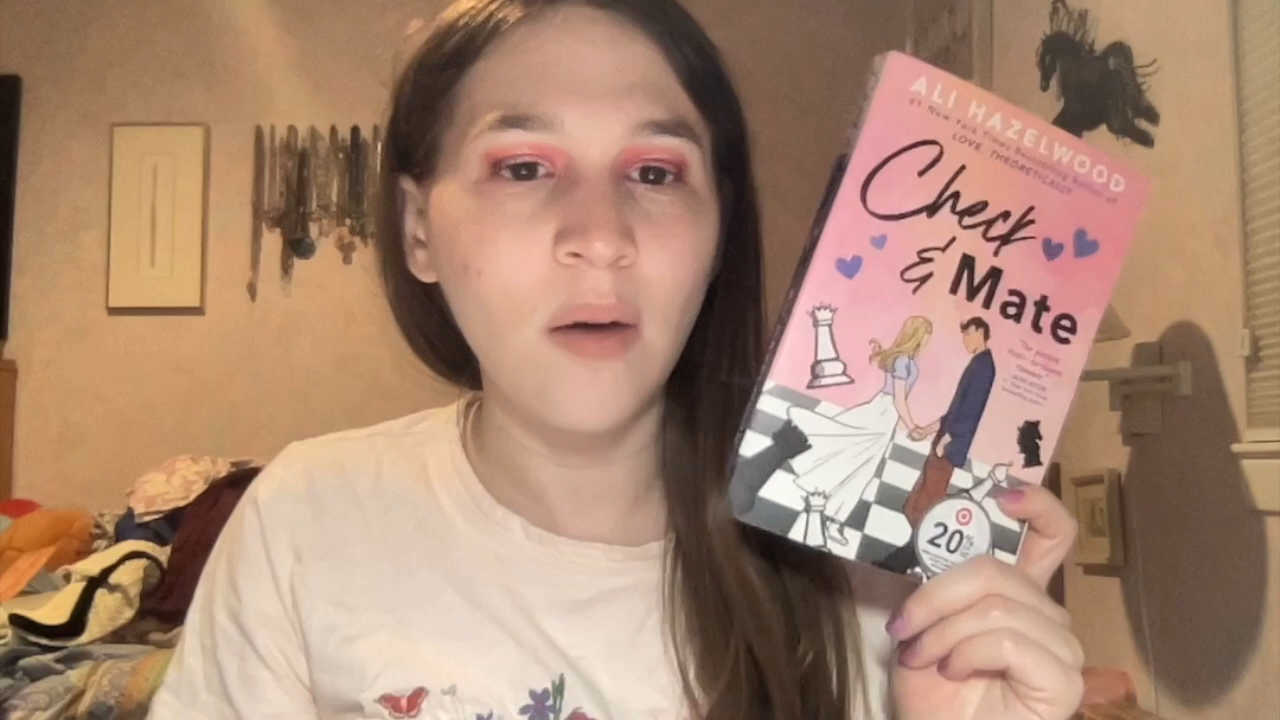 ALI HAZELWOOD
#1 New York Times Bestselling Author of
LOVE, THEORETICALLY
Check
& Mate
20%